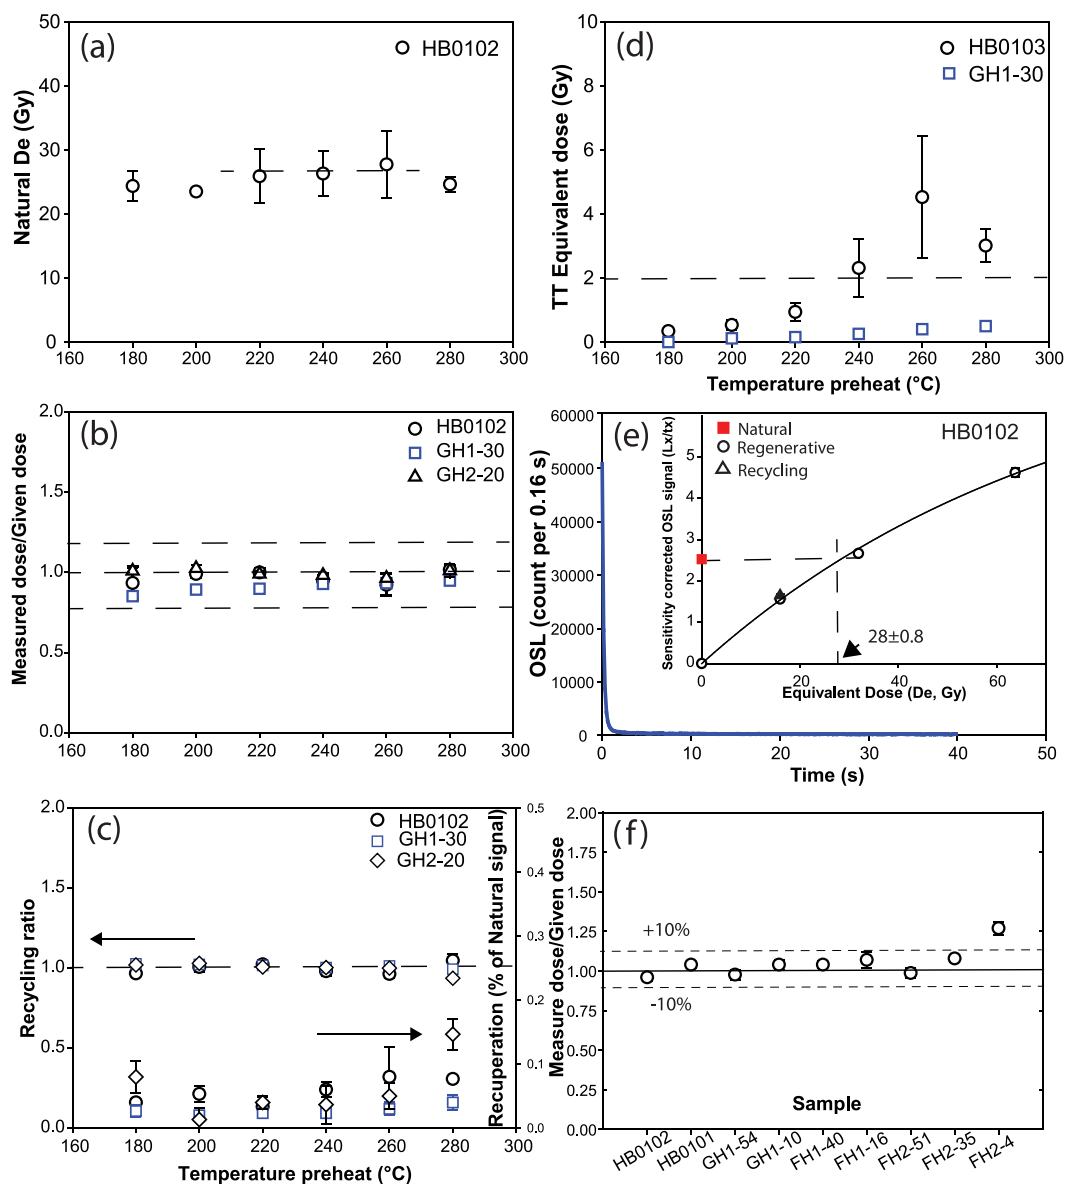 (a)
HB0102
Natural De (Gy)
50
40
30
20
10
0
160 180 200 220 240 260 280 300
(d)
HB0103
GH1-30
TT Equivalent dose (Gy)
10
8
6
4
2
0
160 180 200 220 240 260 280 300
Temperature preheat (°C)
(b)
HB0102
GH1-30
GH2-20
Measured dose/Given dose
2.0
1.5
1.0
0.5
0.0
160 180 200 220 240 260 280 300
(e)
HB0102
Natural
Regenerative
Recycling
OSL (count per 0.16 s)
60000
50000
40000
30000
20000
10000
0
0 10 20 30 40 50
Time (s)
Sensitivity corrected OSL signal (Lx/tx)
5
4
3
2
1
0
28±0.8
0 20 40 60
Equivalent Dose (De, Gy)
(c)
HB0102
GH1-30
GH2-20
Recycling ratio
2.0
1.5
1.0
0.5
0.0
Recuperation (% of Natural signal)
0.5
0.4
0.3
0.2
0.1
0.0
160 180 200 220 240 260 280 300
Temperature preheat (°C)
(f)
Measure dose/Given dose
2.00
1.75
1.50
1.25
1.00
0.75
0.50
0.25
0.00
+10%
-10%
Sample
HB0102 HB0101 GH1-54 GH1-10 FH1-40 FH1-16 FH2-51 FH2-35 FH2-4